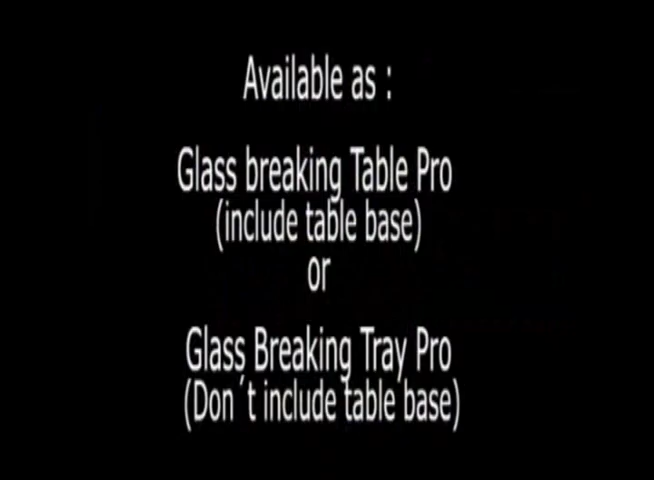 Available as :
Glass breaking Table Pro
(include table base)
or
Glass Breaking Tray Pro
(Don´t include table base)